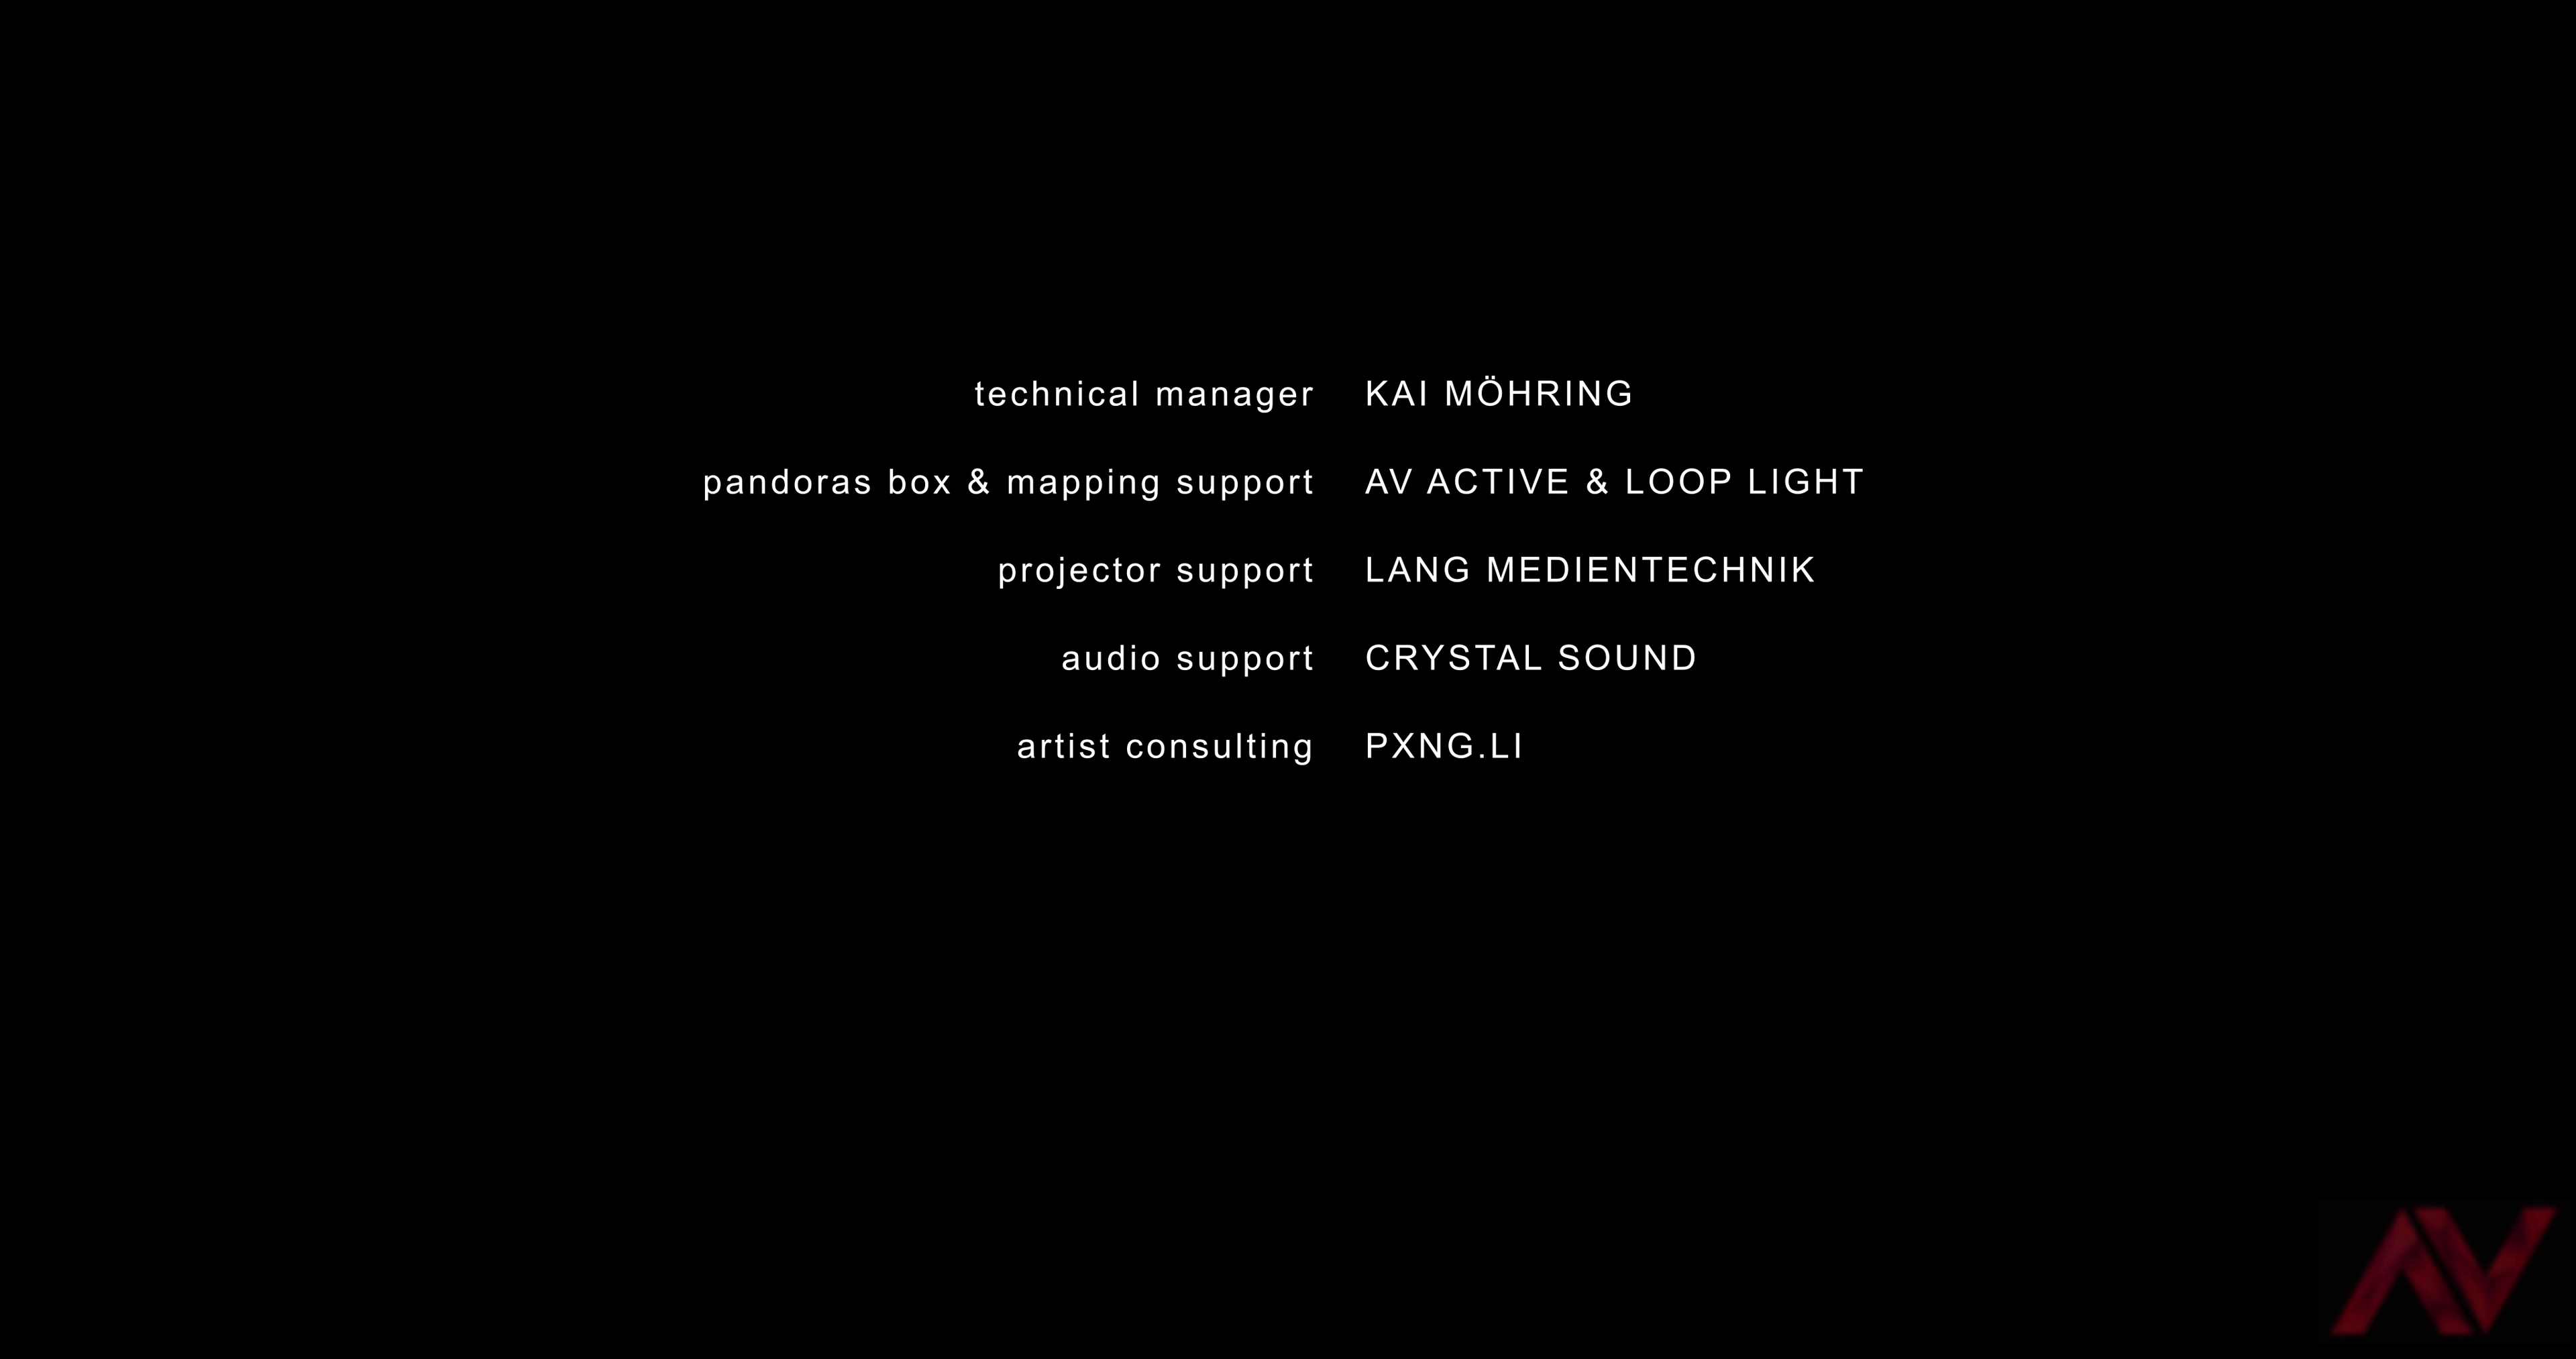 technical manager KAI MÖHRING
pandoras box & mapping support AV ACTIVE & LOOP LIGHT
projector support LANG MEDIENTECHNIK
audio support CRYSTAL SOUND
artist consulting PXNG.LI
AV